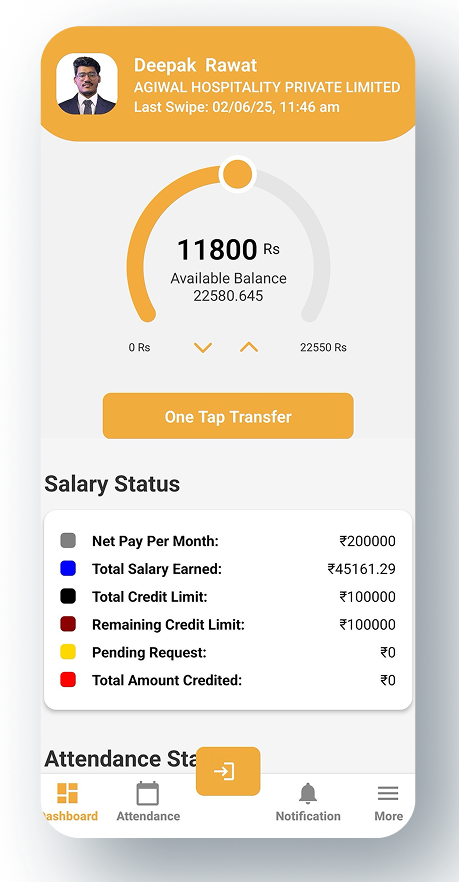 Deepak Rawat
AGIWAL HOSPITALITY PRIVATE LIMITED
Last Swipe: 02/06/25, 11:46 am
11800 Rs
Available Balance
22580.645
0 Rs
22550 Rs
One Tap Transfer
Salary Status
Net Pay Per Month: ₹200000
Total Salary Earned: ₹45161.29
Total Credit Limit: ₹100000
Remaining Credit Limit: ₹100000
Pending Request: ₹0
Total Amount Credited: ₹0
Attendance Sta
ashboard
Attendance
Notification
More